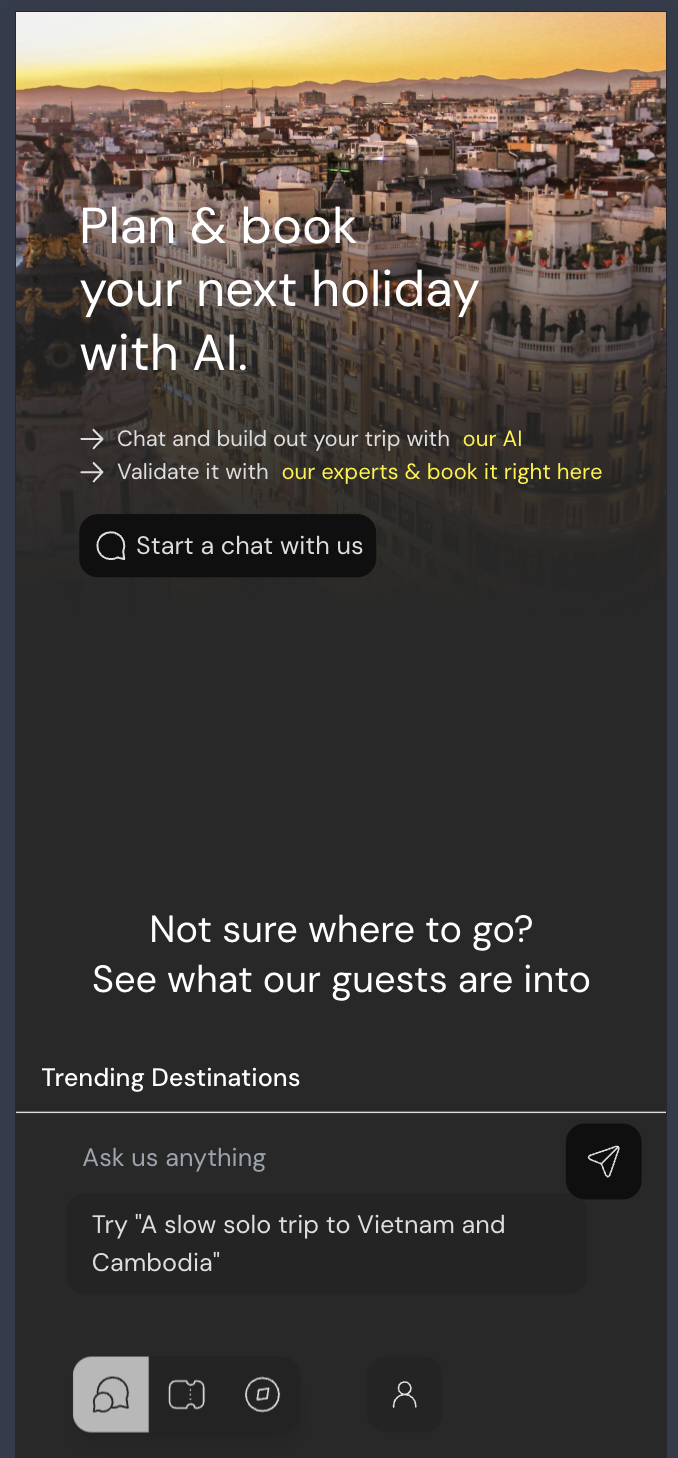 Plan & book
your next holiday
with AI.
Chat and build out your trip with our AI
Validate it with our experts & book it right here
Start a chat with us
Not sure where to go?
See what our guests are into
Trending Destinations
Ask us anything
Try "A slow solo trip to Vietnam and
Cambodia"